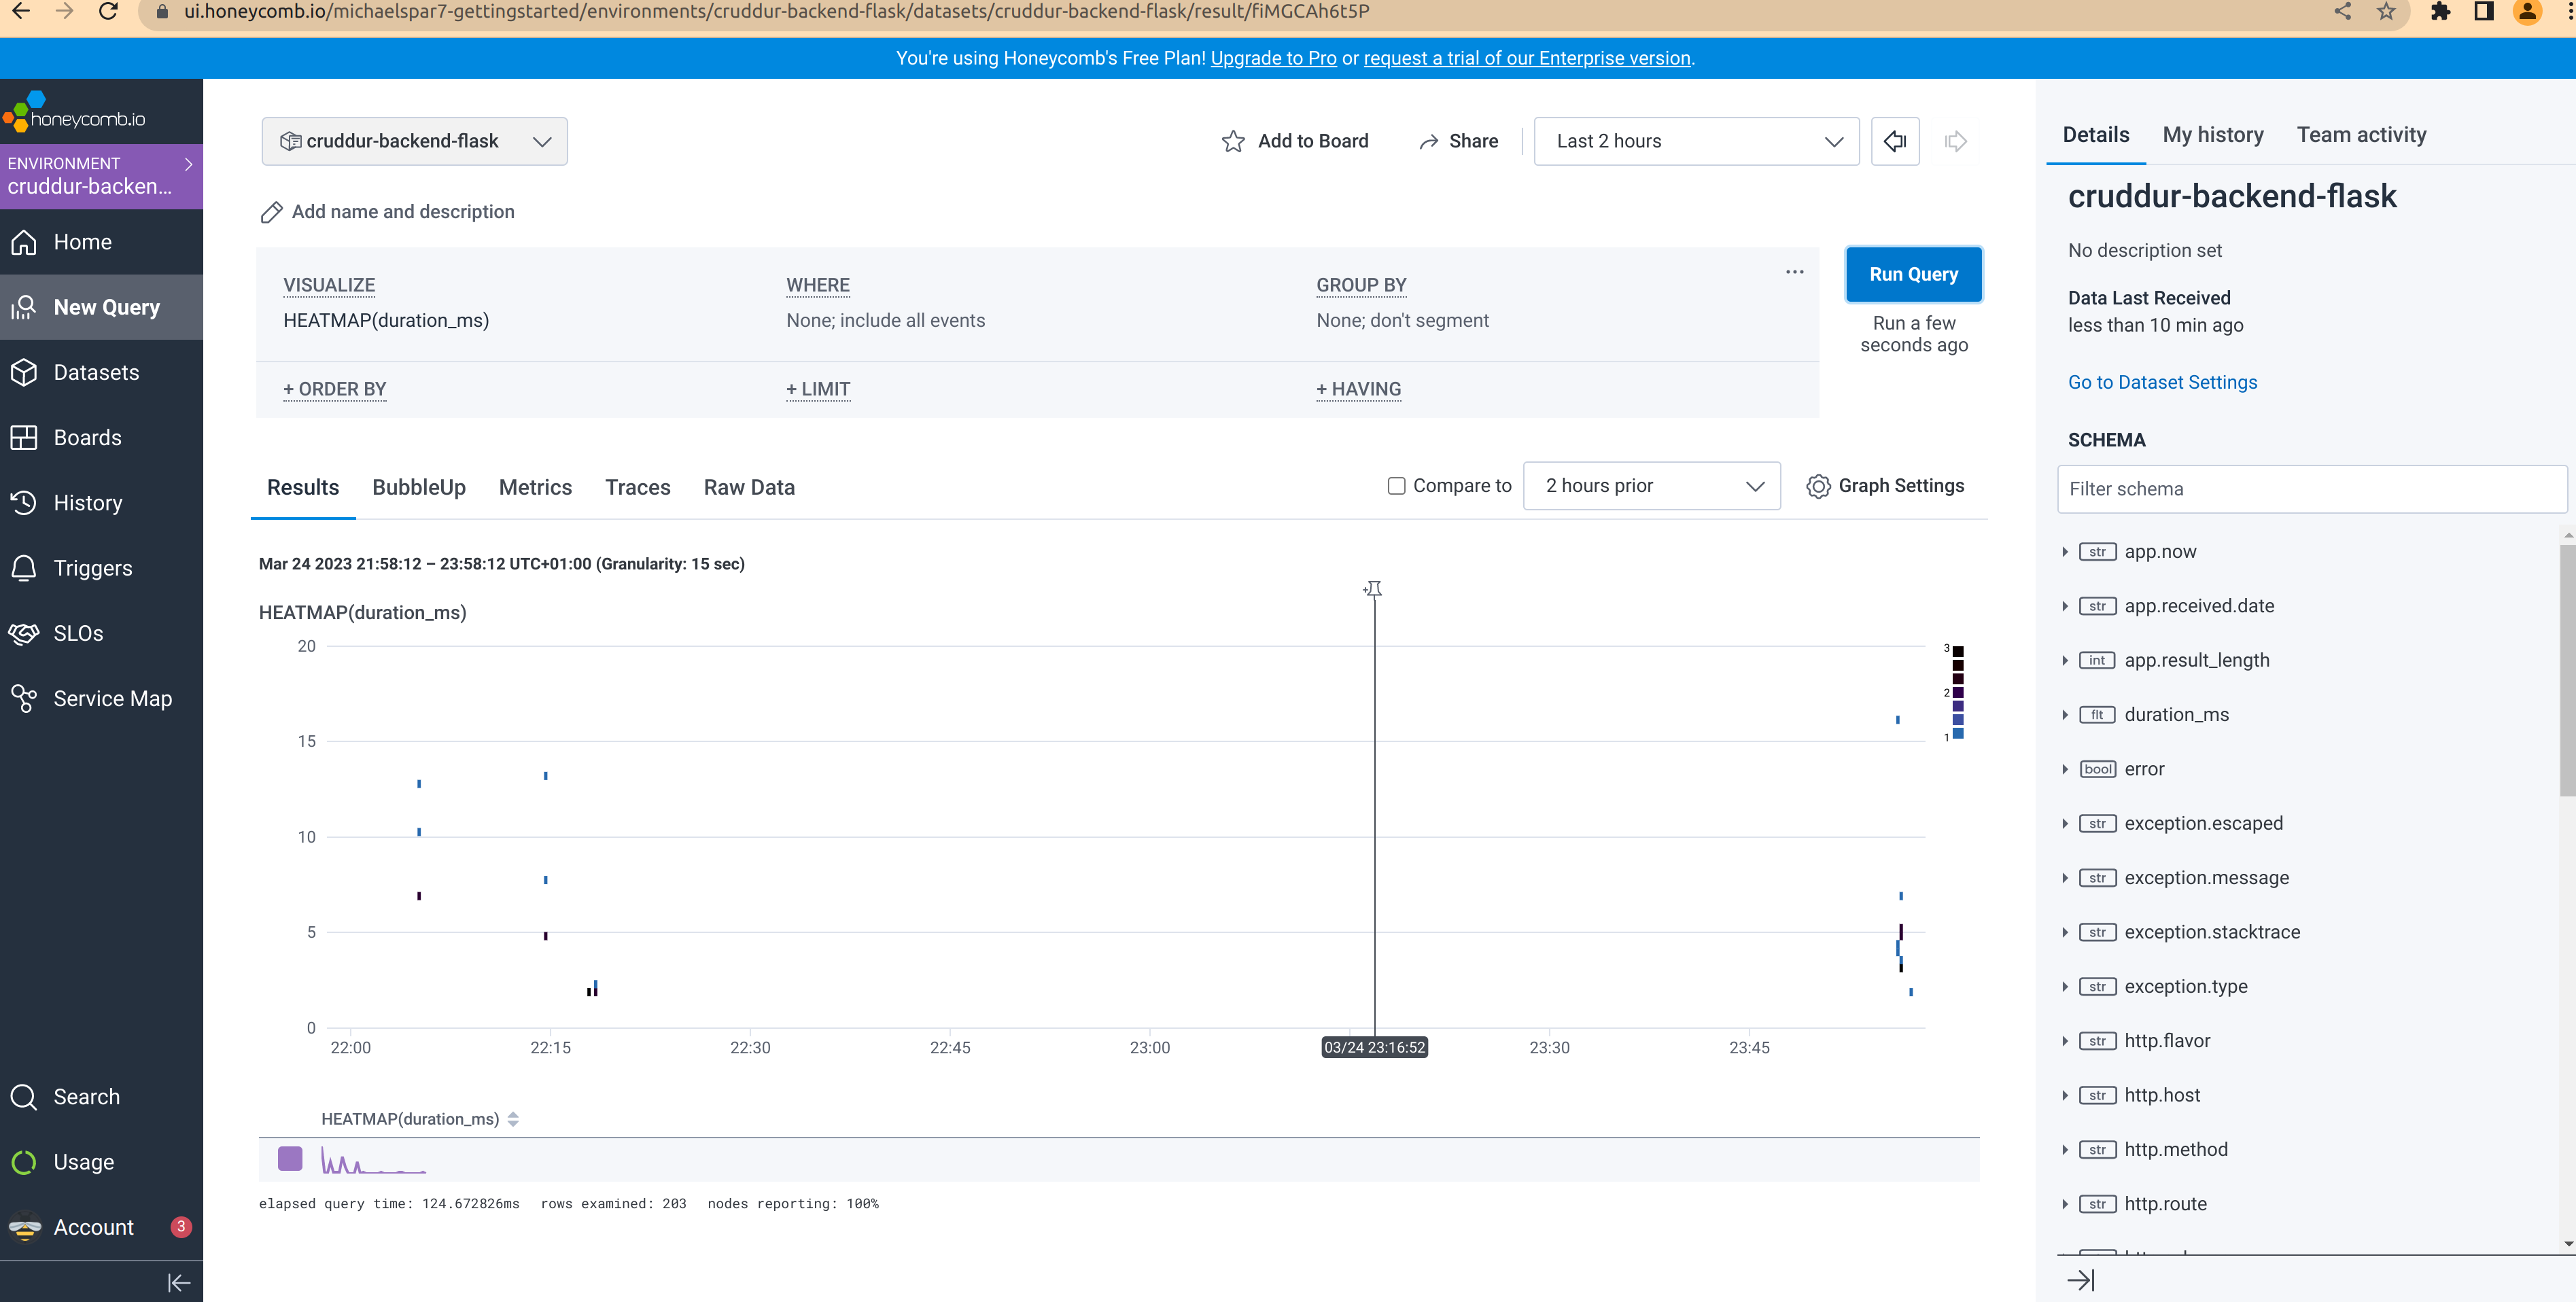 ui.honeycomb.io/michaelspar7-gettingstarted/environments/cruddur-backend-flask/datasets/cruddur-backend-flask/result/fiMGCAh6t5P
You're using Honeycomb's Free Plan! Upgrade to Pro or request a trial of our Enterprise version.
honeycomb.io
ENVIRONMENT
cruddur-backen...
Home
New Query
Datasets
Boards
History
Triggers
SLOs
Service Map
Search
Usage
Account 3
cruddur-backend-flask
Add to Board
Share
Last 2 hours
Add name and description
VISUALIZE
HEATMAP(duration_ms)
WHERE
None; include all events
GROUP BY
None; don't segment
+ ORDER BY
+ LIMIT
+ HAVING
Run Query
Run a few
seconds ago
Results BubbleUp Metrics Traces Raw Data
Compare to
2 hours prior
Graph Settings
Mar 24 2023 21:58:12 – 23:58:12 UTC+01:00 (Granularity: 15 sec)
HEATMAP(duration_ms)
20
15
10
5
0
3
2
1
22:00 22:15 22:30 22:45 23:00 03/24 23:16:52 23:30 23:45
HEATMAP(duration_ms)
elapsed query time: 124.672826ms rows examined: 203 nodes reporting: 100%
Details My history Team activity
cruddur-backend-flask
No description set
Data Last Received
less than 10 min ago
Go to Dataset Settings
SCHEMA
Filter schema
str app.now
str app.received.date
int app.result_length
flt duration_ms
bool error
str exception.escaped
str exception.message
str exception.stacktrace
str exception.type
str http.flavor
str http.host
str http.method
str http.route